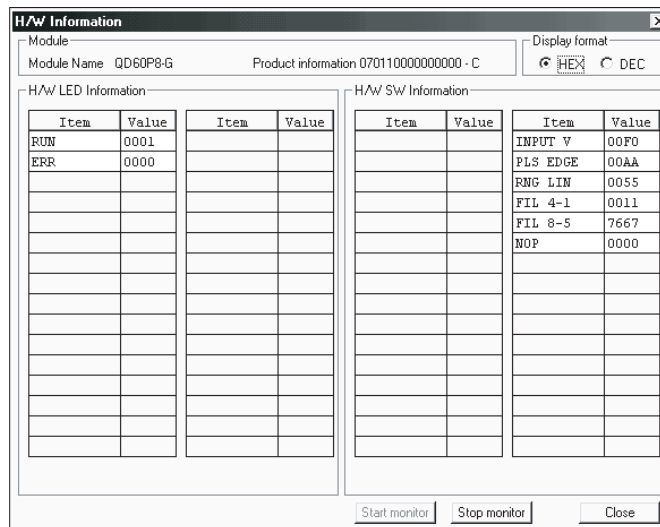 H/W Information
Module
Module Name QD60P8-G Product information 070110000000000 - C
Display format
HEX DEC
H/W LED Information
Item Value Item Value
RUN 0001
ERR 0000
H/W SW Information
Item Value Item Value
INPUT V 00F0
PLS EDGE 00AA
RNG LIN 0055
FIL 4-1 0011
FIL 8-5 7667
NOP 0000
Start monitor Stop monitor Close